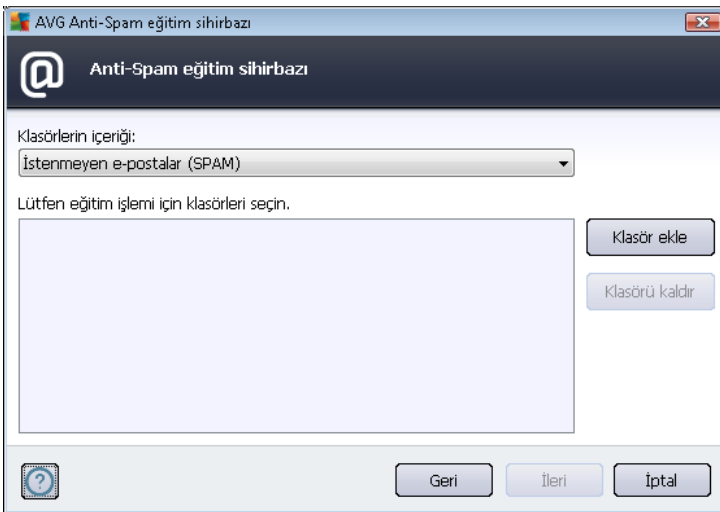 AVG Anti-Spam eğitim sihirbazı
Anti-Spam eğitim sihirbazı
Klasörlerin içeriği:
İstenmeyen e-postalar (SPAM)
Lütfen eğitim işlemi için klasörleri seçin.
Klasör ekle
Klasörü kaldır
Geri
İleri
İptal